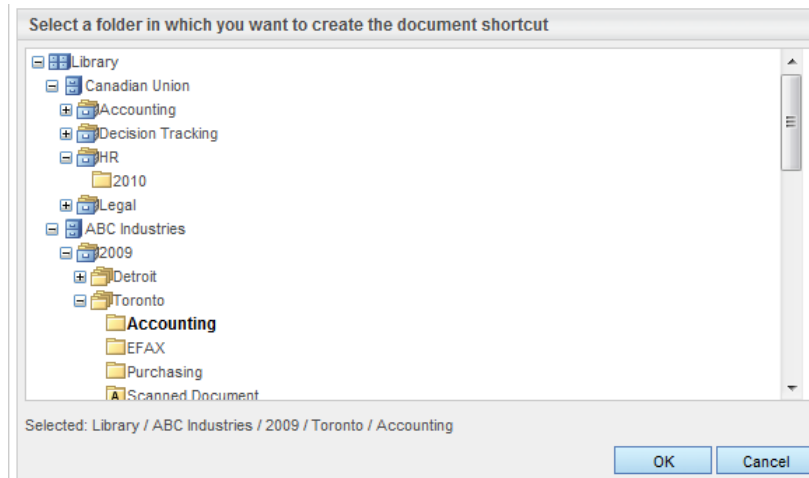 Select a folder in which you want to create the document shortcut
Library
Canadian Union
Accounting
Decision Tracking
HR
2010
Legal
ABC Industries
2009
Detroit
Toronto
Accounting
EFAX
Purchasing
A Scanned Document
Selected: Library / ABC Industries / 2009 / Toronto / Accounting
OK Cancel